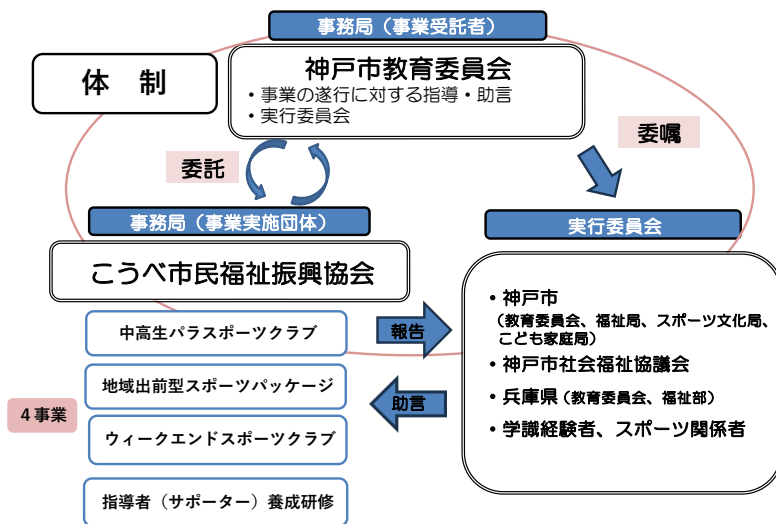 事務局（事業受託者）
体　制
神戸市教育委員会
・事業の遂行に対する指導・助言
・実行委員会
委嘱
委託
事務局（事業実施団体）
こうべ市民福祉振興協会
実行委員会
・神戸市
（教育委員会、福祉局、スポーツ文化局、
こども家庭局）
・神戸市社会福祉協議会
・兵庫県（教育委員会、福祉部）
・学識経験者、スポーツ関係者
中高生パラスポーツクラブ
報告
地域出前型スポーツパッケージ
助言
４事業
ウィークエンドスポーツクラブ
指導者（サポーター）養成研修